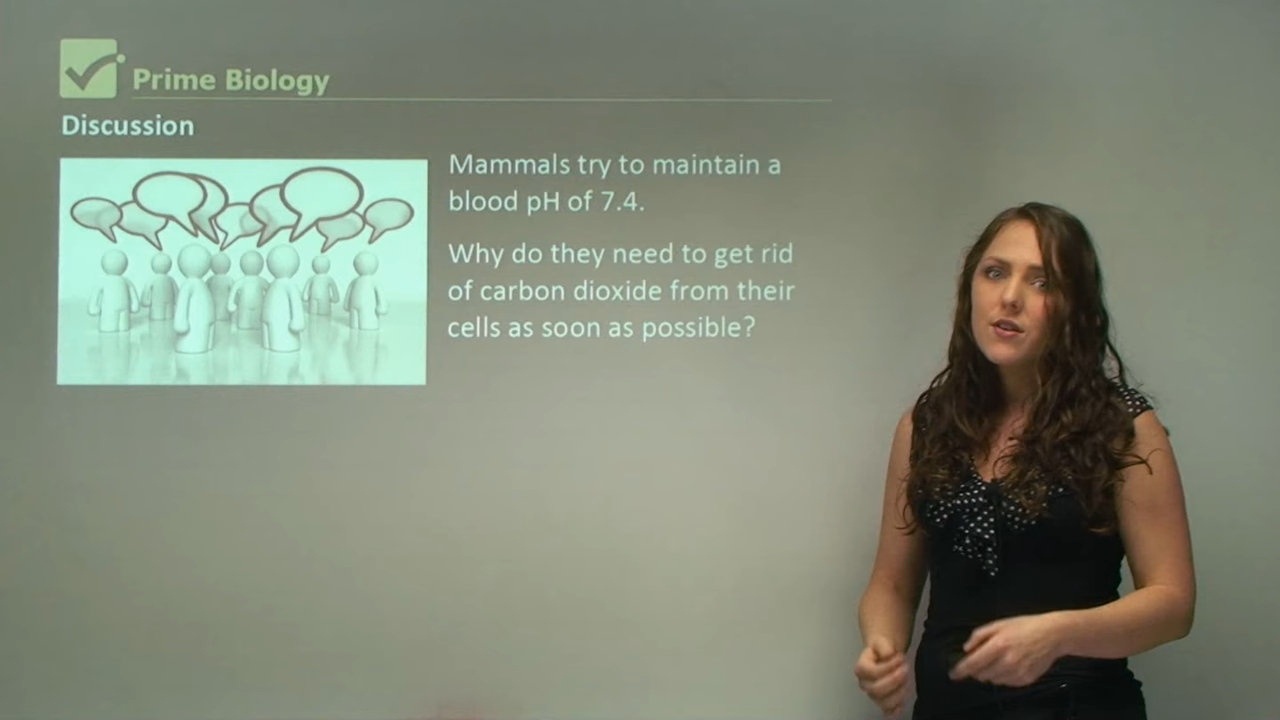 Prime Biology
Discussion
Mammals try to maintain a
blood pH of 7.4.
Why do they need to get rid
of carbon dioxide from their
cells as soon as possible?